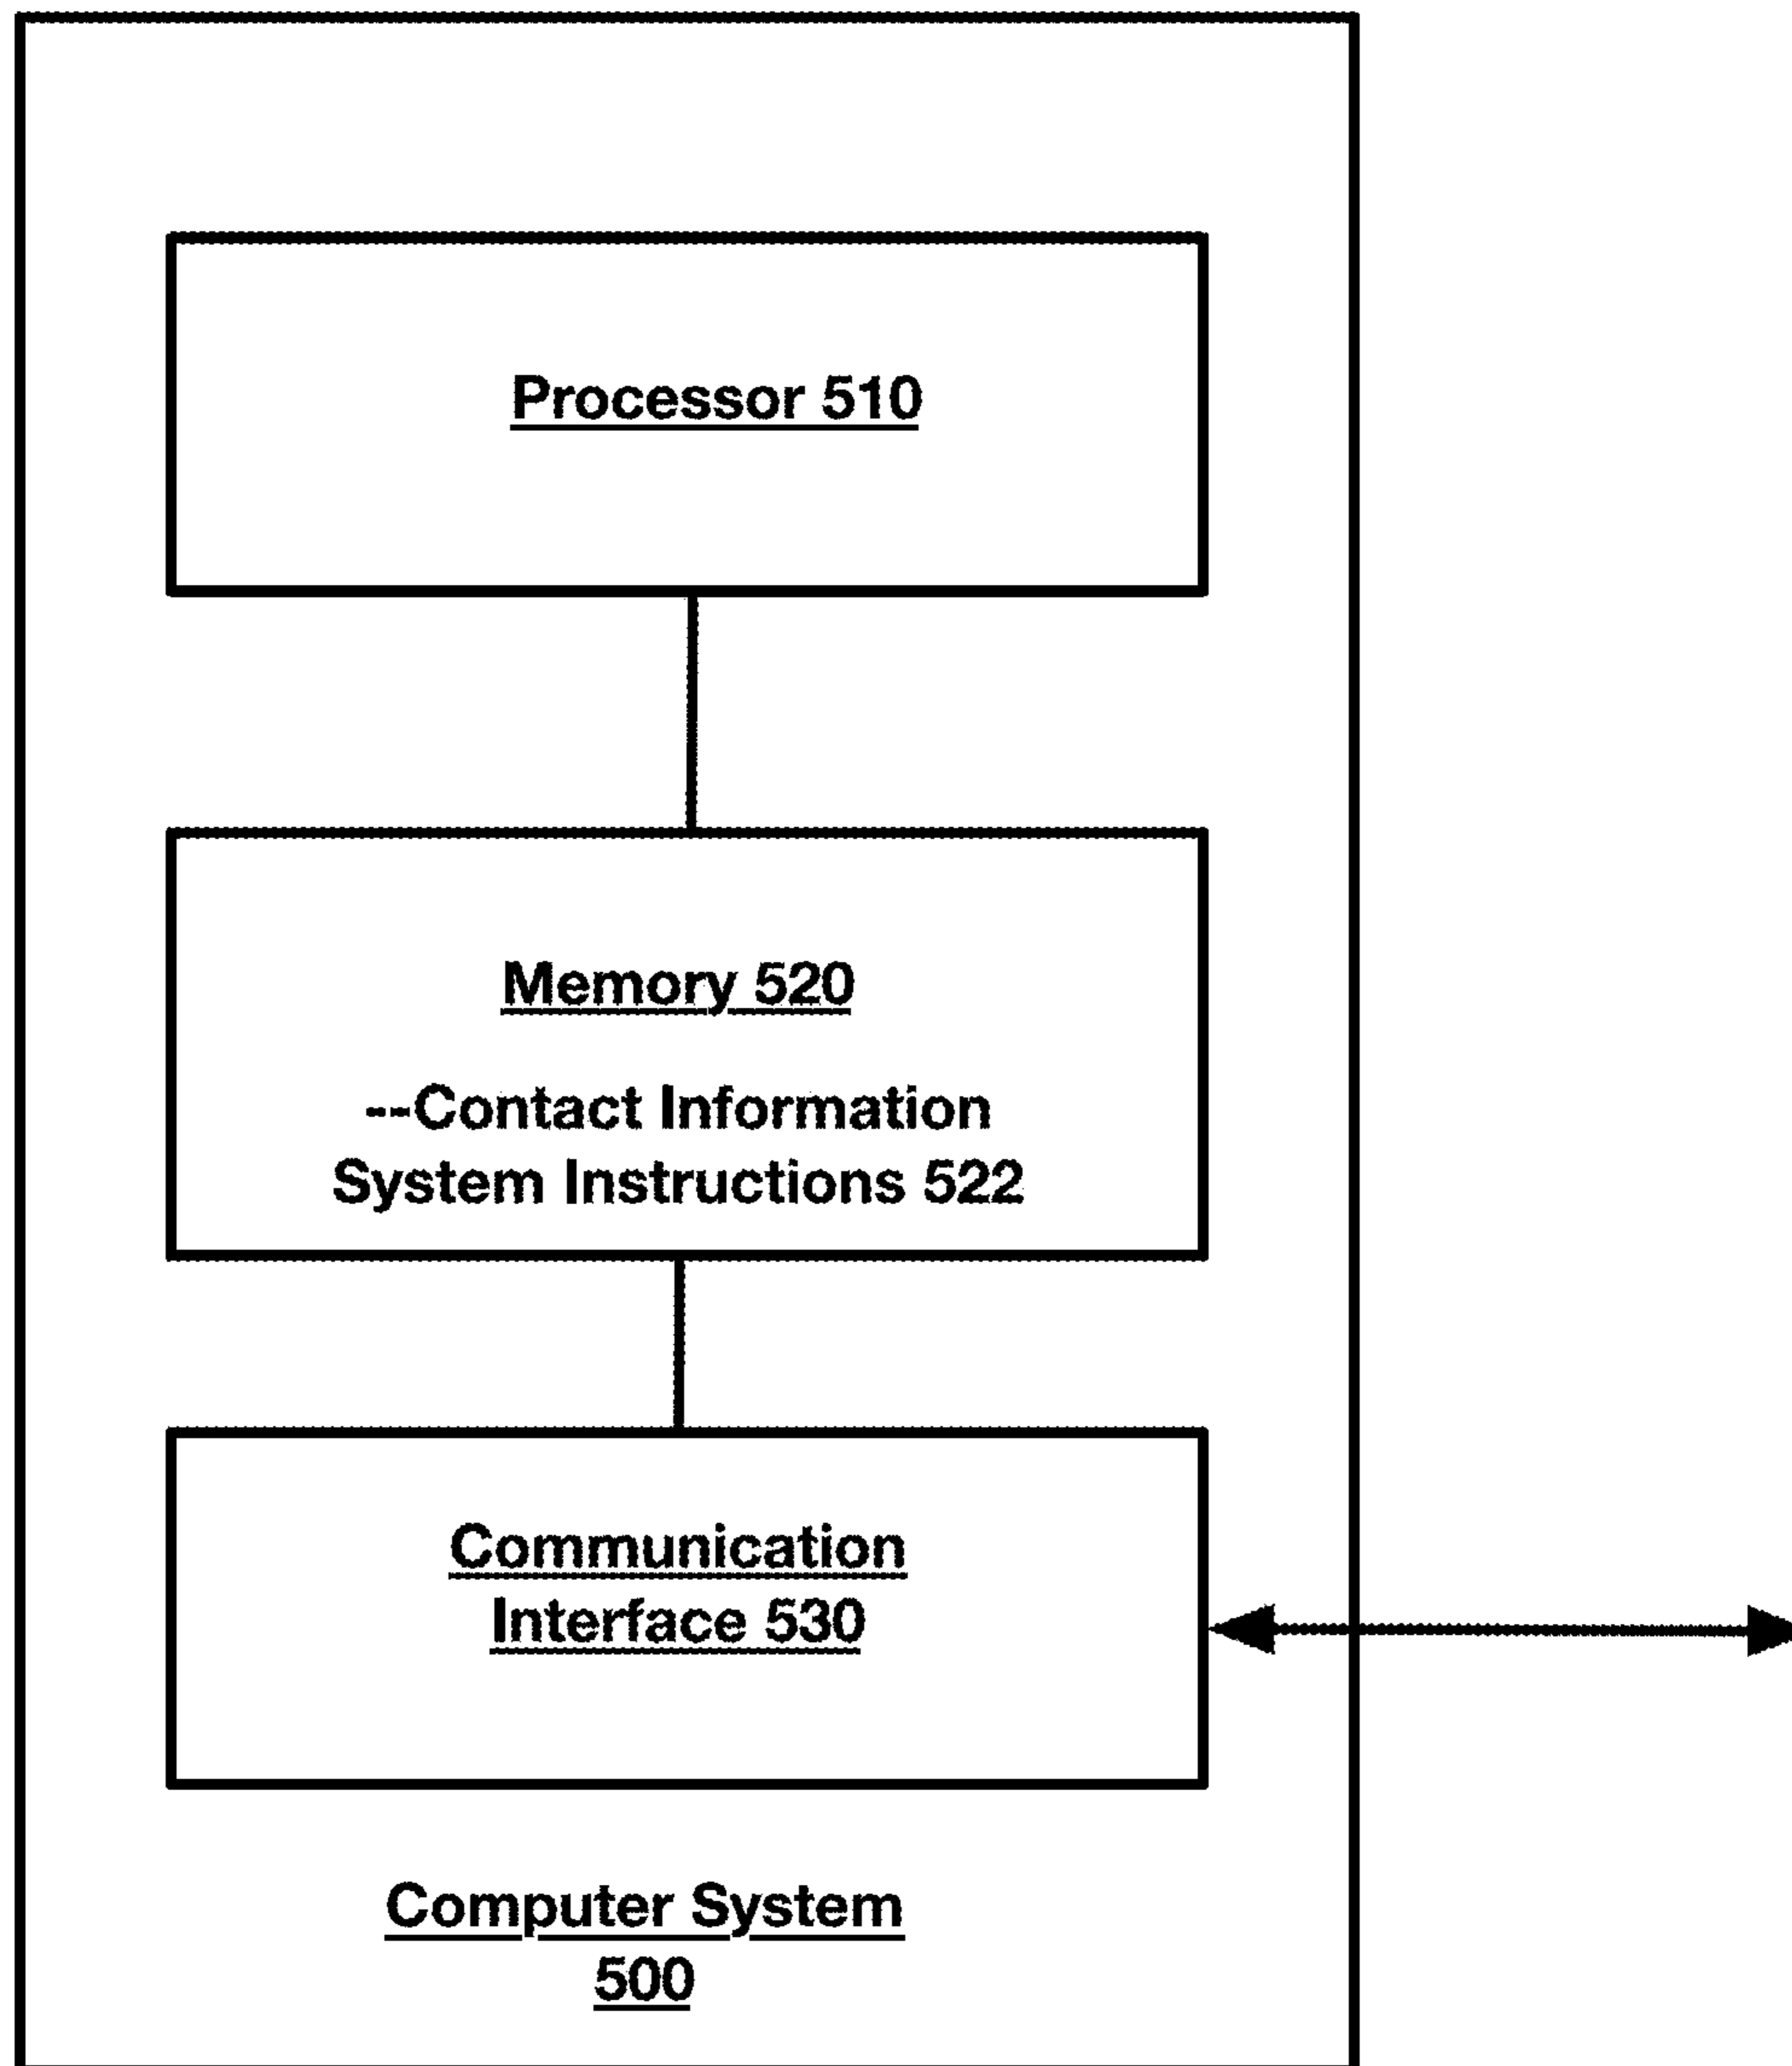 Processor 510
Memory 520
--Contact Information
System Instructions 522
Communication
Interface 530
Computer System
500